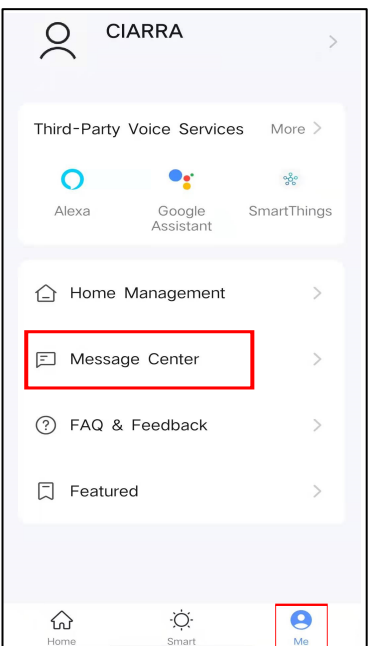 CIARRA
Third-Party Voice Services More
Alexa
Google
Assistant
SmartThings
Home Management
Message Center
FAQ & Feedback
Featured
Home
Smart
Me